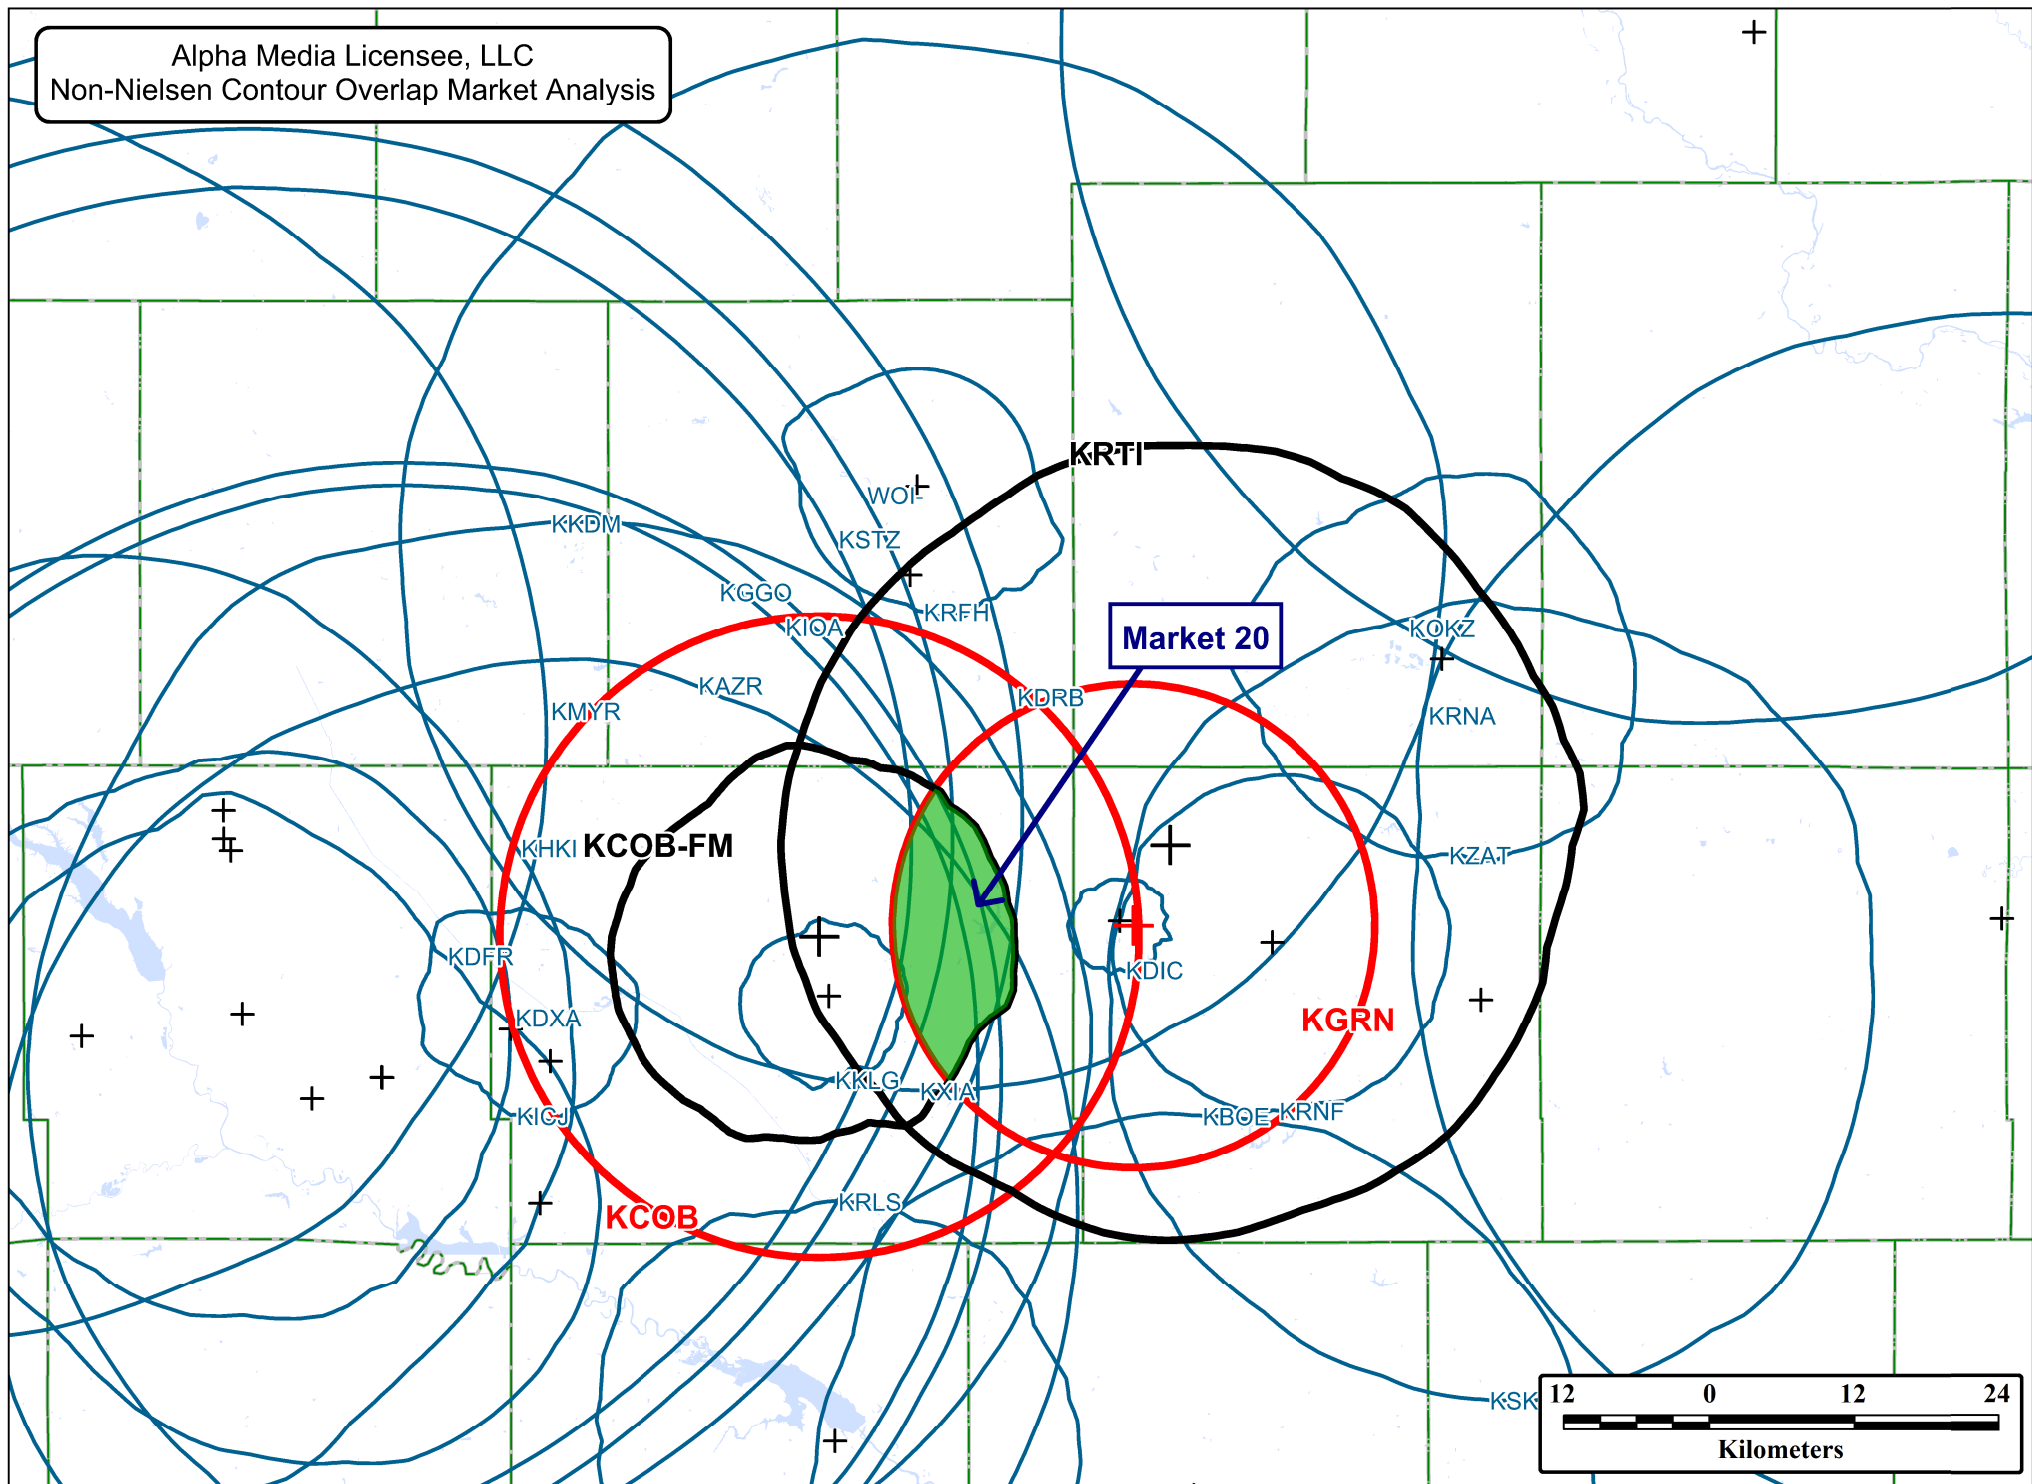 Alpha Media Licensee, LLC
Non-Nielsen Contour Overlap Market Analysis
KRTI
WOI
KKDM
KSTZ
KGGO
KRFH
KIOA
KOKZ
Market 20
KAZR
KDRB
KMYR
KRNA
KHKI
KCOB-FM
KZAT
KDFR
KDIC
KDXA
KGRN
KKLG
KXIA
KICJ
KBOE
KRNF
KRLS
KCOB
KSK
12 0 12 24
Kilometers